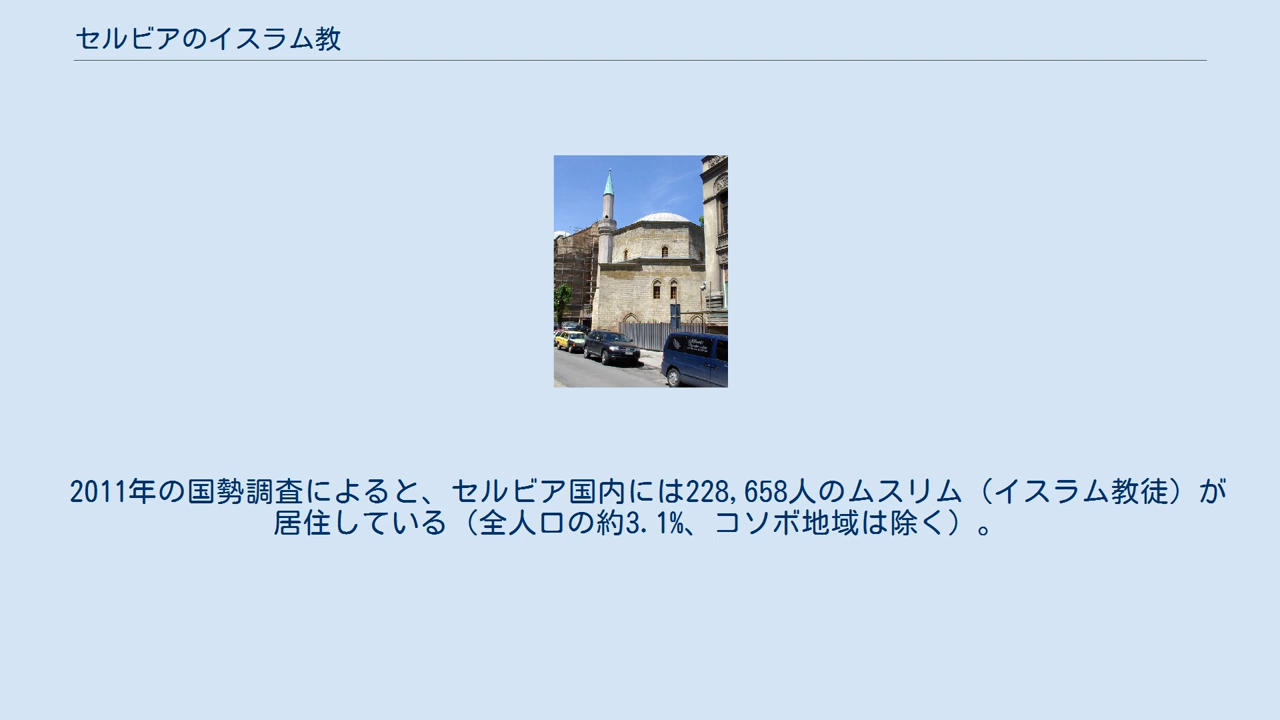 セルビアのイスラム教
2011年の国勢調査によると、セルビア国内には228,658人のムスリム（イスラム教徒）が
居住している（全人口の約3.1%、コソボ地域は除く）。